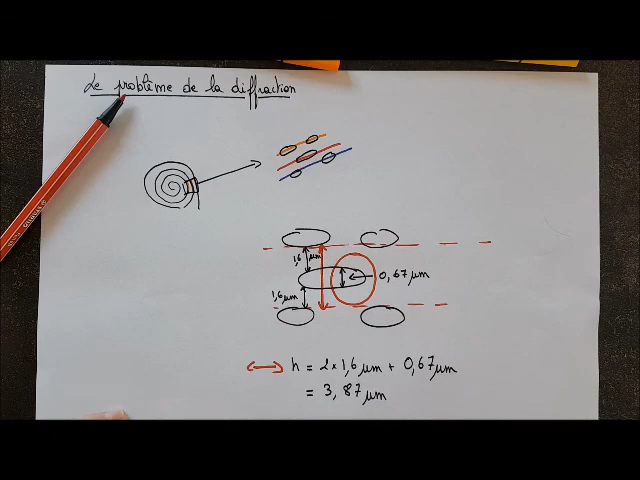 Le problème de la diffraction
1,6 µm
0,67 µm
1,6 µm
h = 2 × 1,6 µm + 0,67 µm
= 3,87 µm